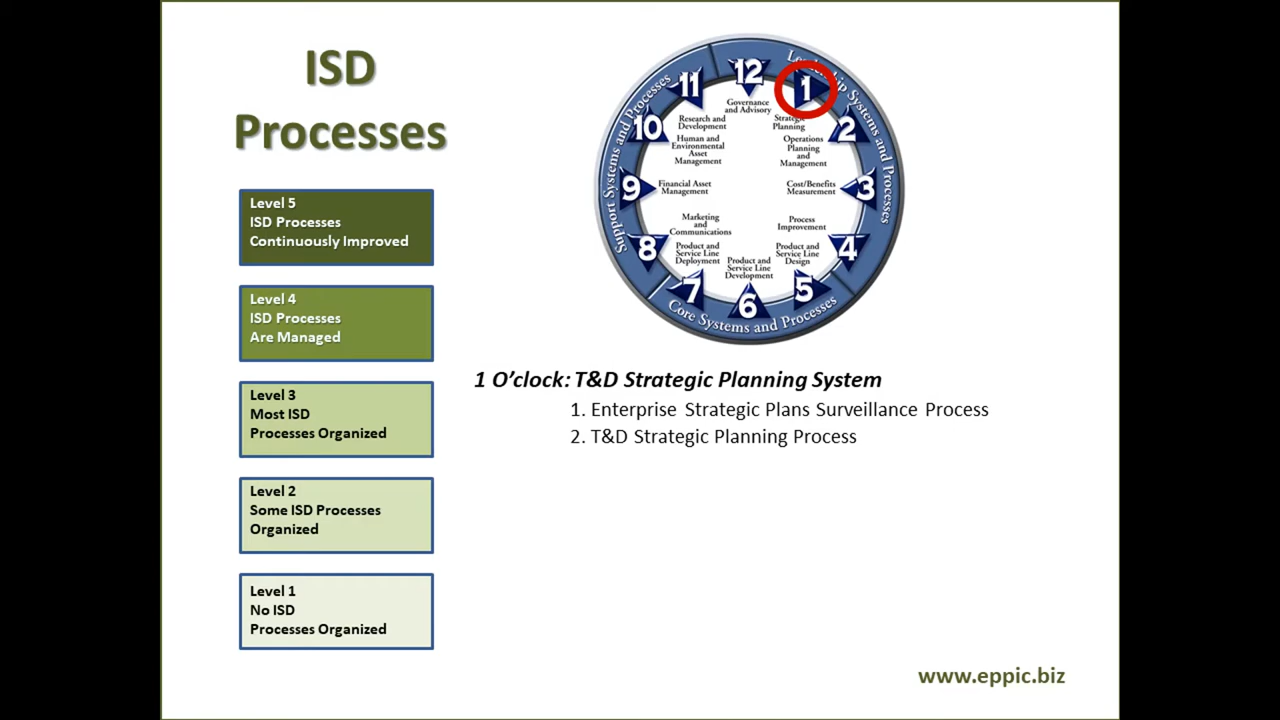 ISD
Processes
Level 5
ISD Processes
Continuously Improved
Level 4
ISD Processes
Are Managed
Level 3
Most ISD
Processes Organized
Level 2
Some ISD Processes
Organized
Level 1
No ISD
Processes Organized
Leadership Systems and Processes
Core Systems and Processes
Support Systems and Processes
12
Governance
and Advisory
1
Strategic
Planning
2
Operations
Planning
and
Management
3
Cost/Benefits
Measurement
4
Process
Improvement
5
Product and
Service Line
Design
6
Product and
Service Line
Development
7
Product and
Service Line
Deployment
8
Marketing
and
Communications
9
Financial Asset
Management
10
Human and
Environmental
Asset
Management
11
Research and
Development
1 O’clock: T&D Strategic Planning System
1. Enterprise Strategic Plans Surveillance Process
2. T&D Strategic Planning Process
www.eppic.biz